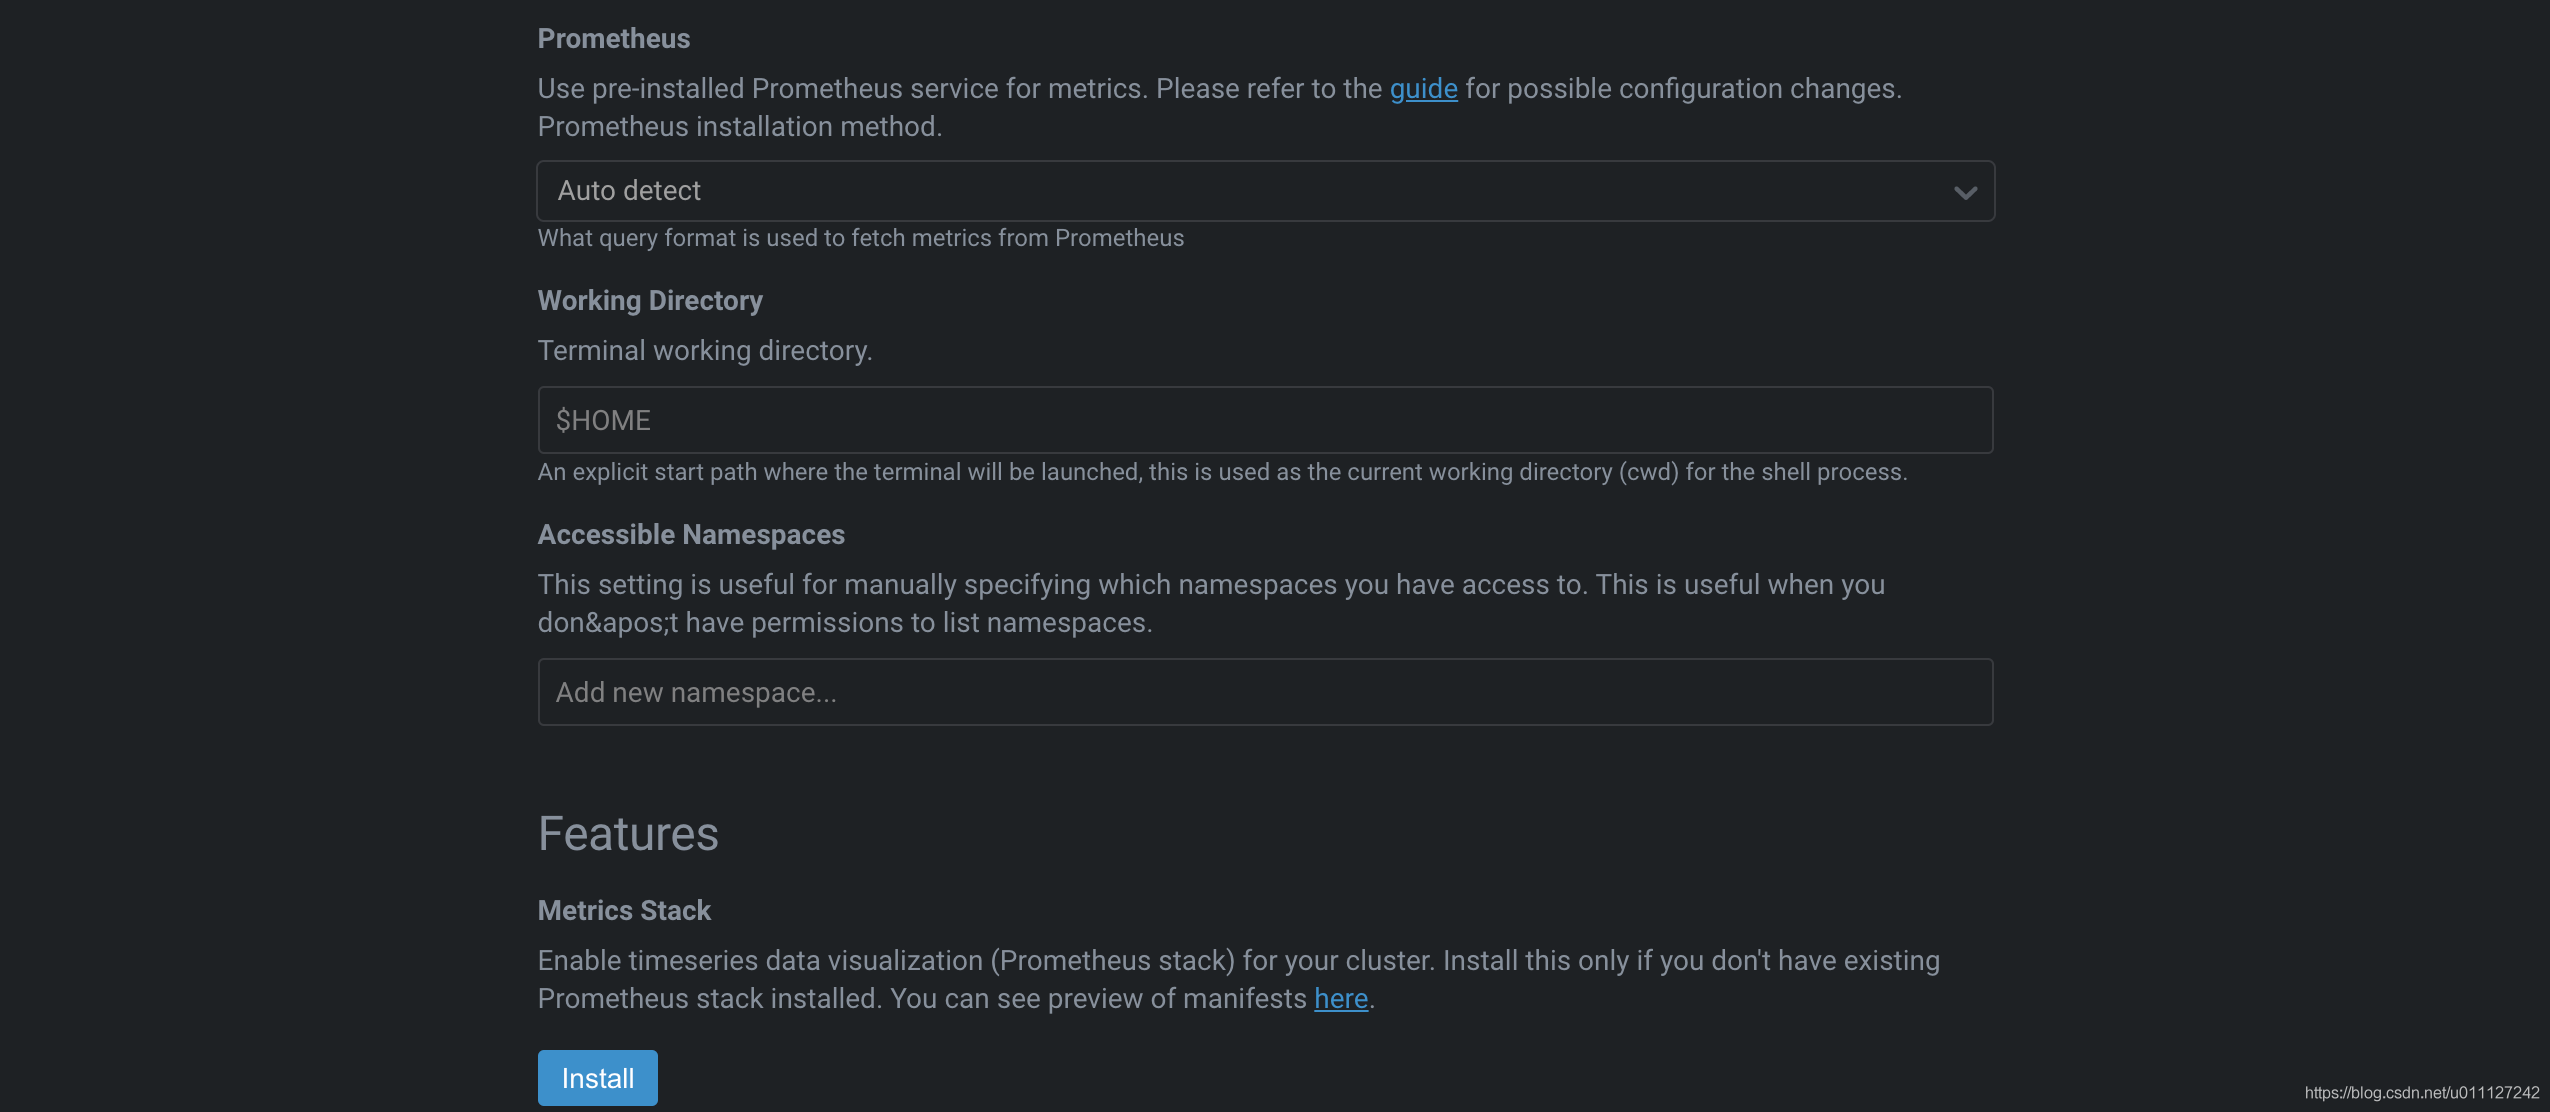 Prometheus
Use pre-installed Prometheus service for metrics. Please refer to the guide for possible configuration changes.
Prometheus installation method.
Auto detect
What query format is used to fetch metrics from Prometheus
Working Directory
Terminal working directory.
$HOME
An explicit start path where the terminal will be launched, this is used as the current working directory (cwd) for the shell process.
Accessible Namespaces
This setting is useful for manually specifying which namespaces you have access to. This is useful when you
don&apos;t have permissions to list namespaces.
Add new namespace...
Features
Metrics Stack
Enable timeseries data visualization (Prometheus stack) for your cluster. Install this only if you don't have existing
Prometheus stack installed. You can see preview of manifests here.
Install
https://blog.csdn.net/u011127242